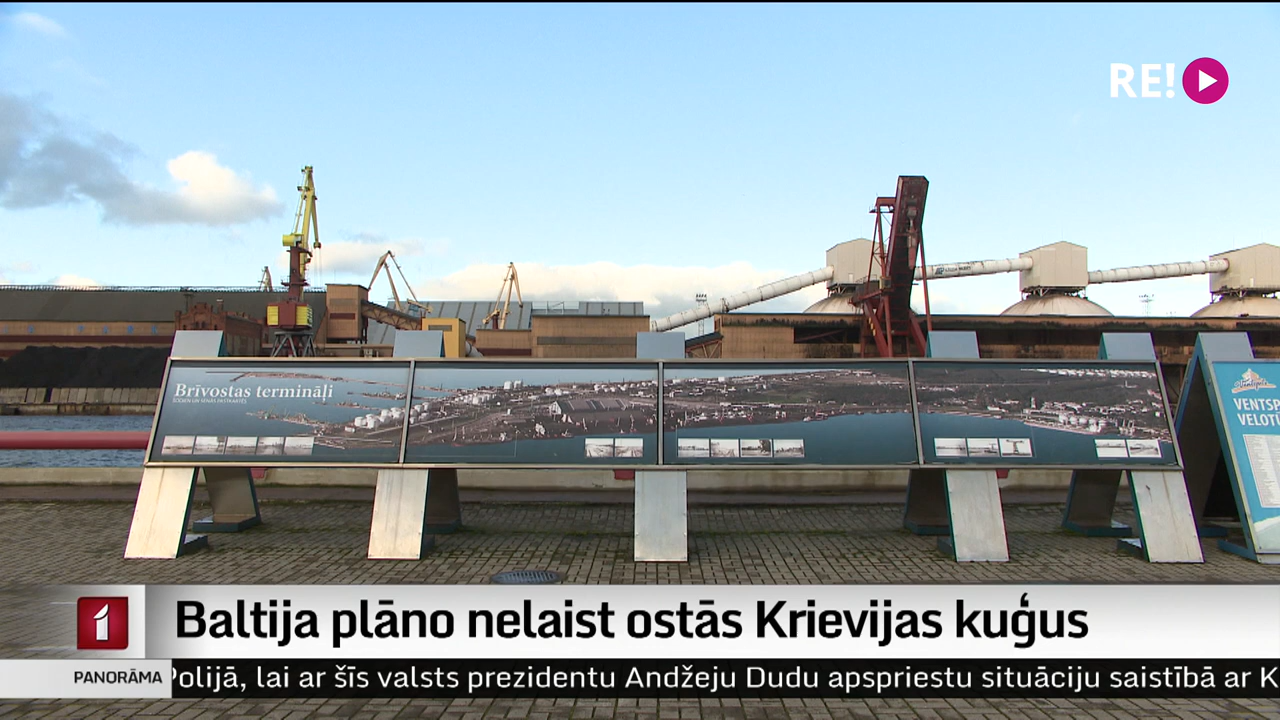 RE!
Brīvostas termināļi
VENTSP
VELOTŪ
1
Baltija plāno nelaist ostās Krievijas kuģus
PANORĀMA
Polijā, lai ar šīs valsts prezidentu Andžeju Dudu apspriestu situāciju saistībā ar K